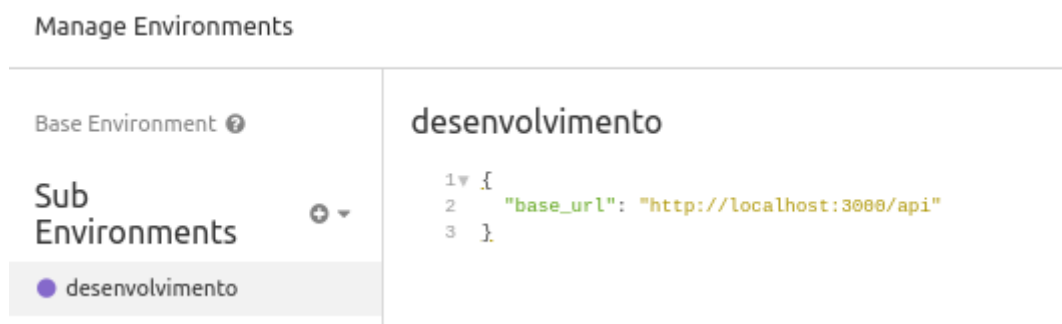 Manage Environments
Base Environment
Sub
Environments
desenvolvimento
desenvolvimento
1 {
2 "base_url": "http://localhost:3000/api"
3 }